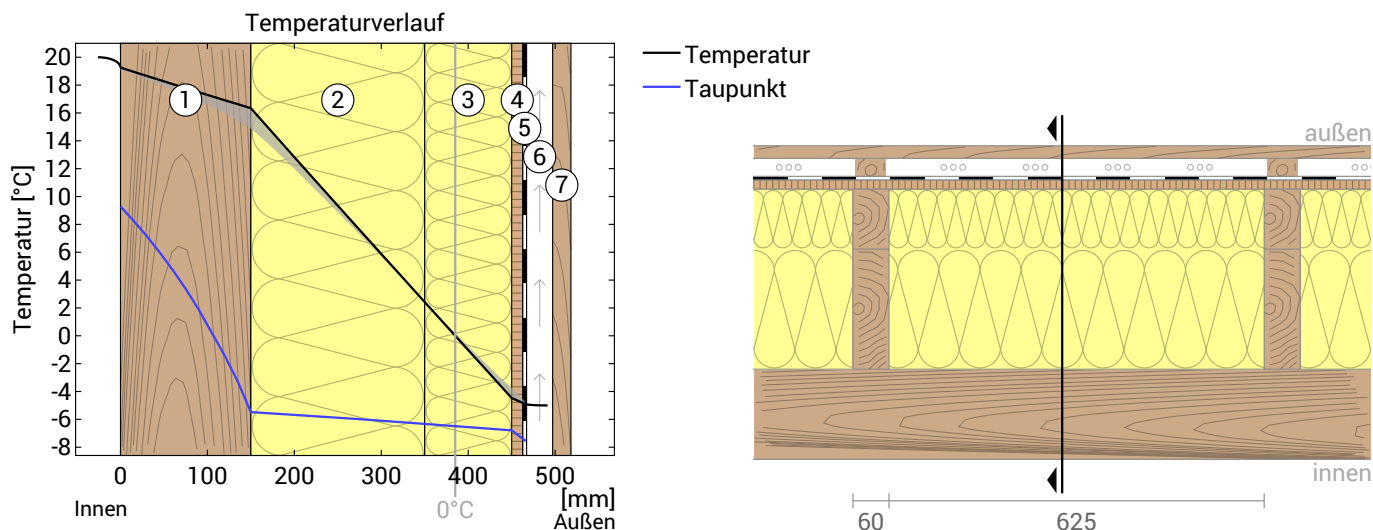 Temperaturverlauf
Temperatur
Taupunkt
Temperatur [°C]
20
18
16
14
12
10
8
6
4
2
0
-2
-4
-6
-8
1
2
3
4
5
6
7
0 100 200 300 400 500
[mm]
Innen 0°C Außen
außen
innen
60 625